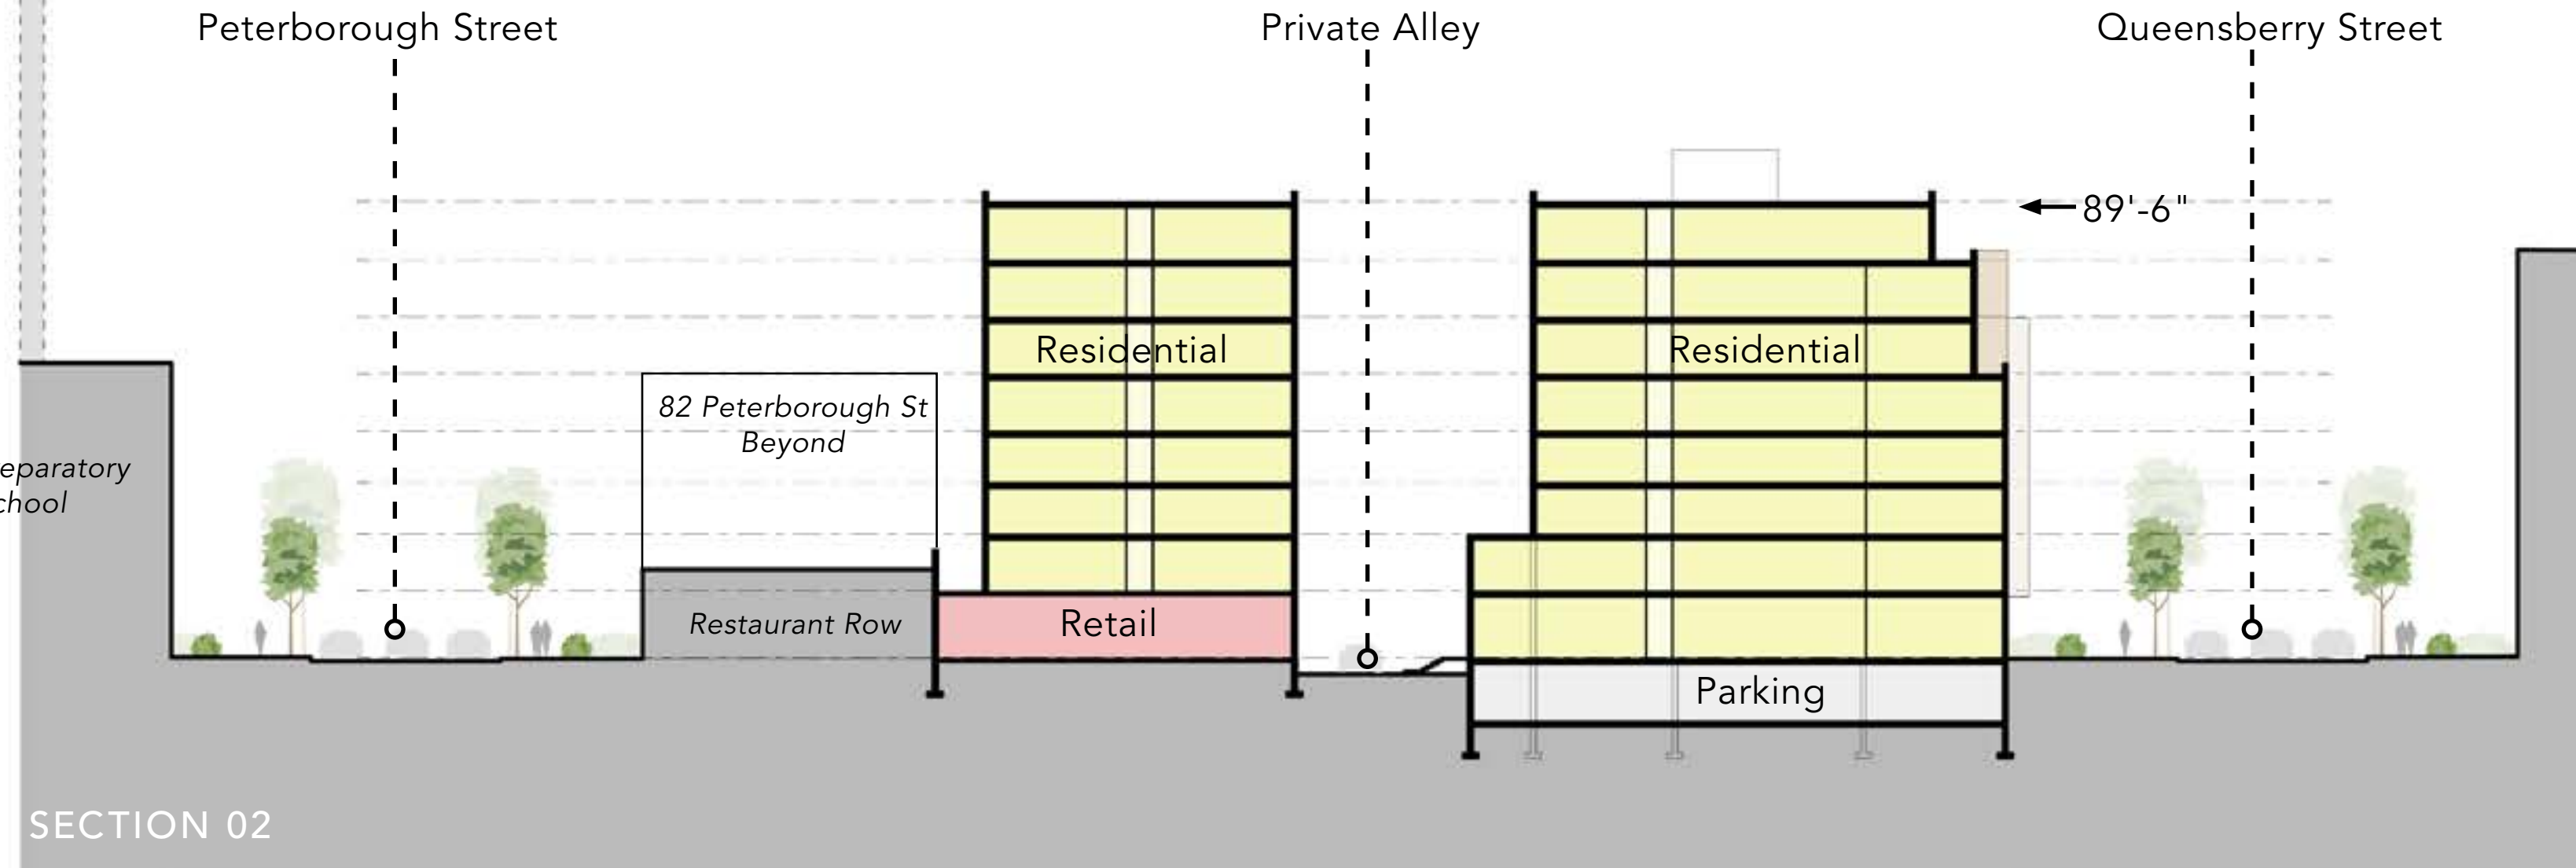 Peterborough Street
Private Alley
Queensberry Street
89'-6"
Residential
Residential
82 Peterborough St
Beyond
eparatory
chool
Restaurant Row
Retail
Parking
SECTION 02